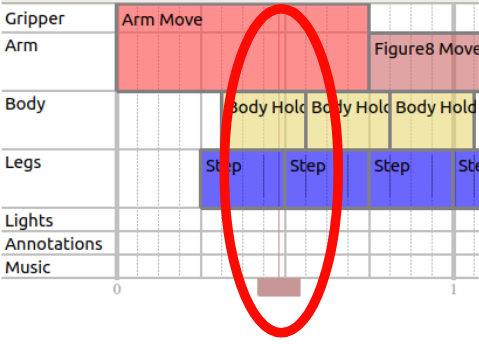 Gripper
Arm Move
Arm
Figure8 Move
Body
Body Hold
Body Hold
Body Hold
Legs
Step
Step
Step
Ste
Lights
Annotations
Music
0
1